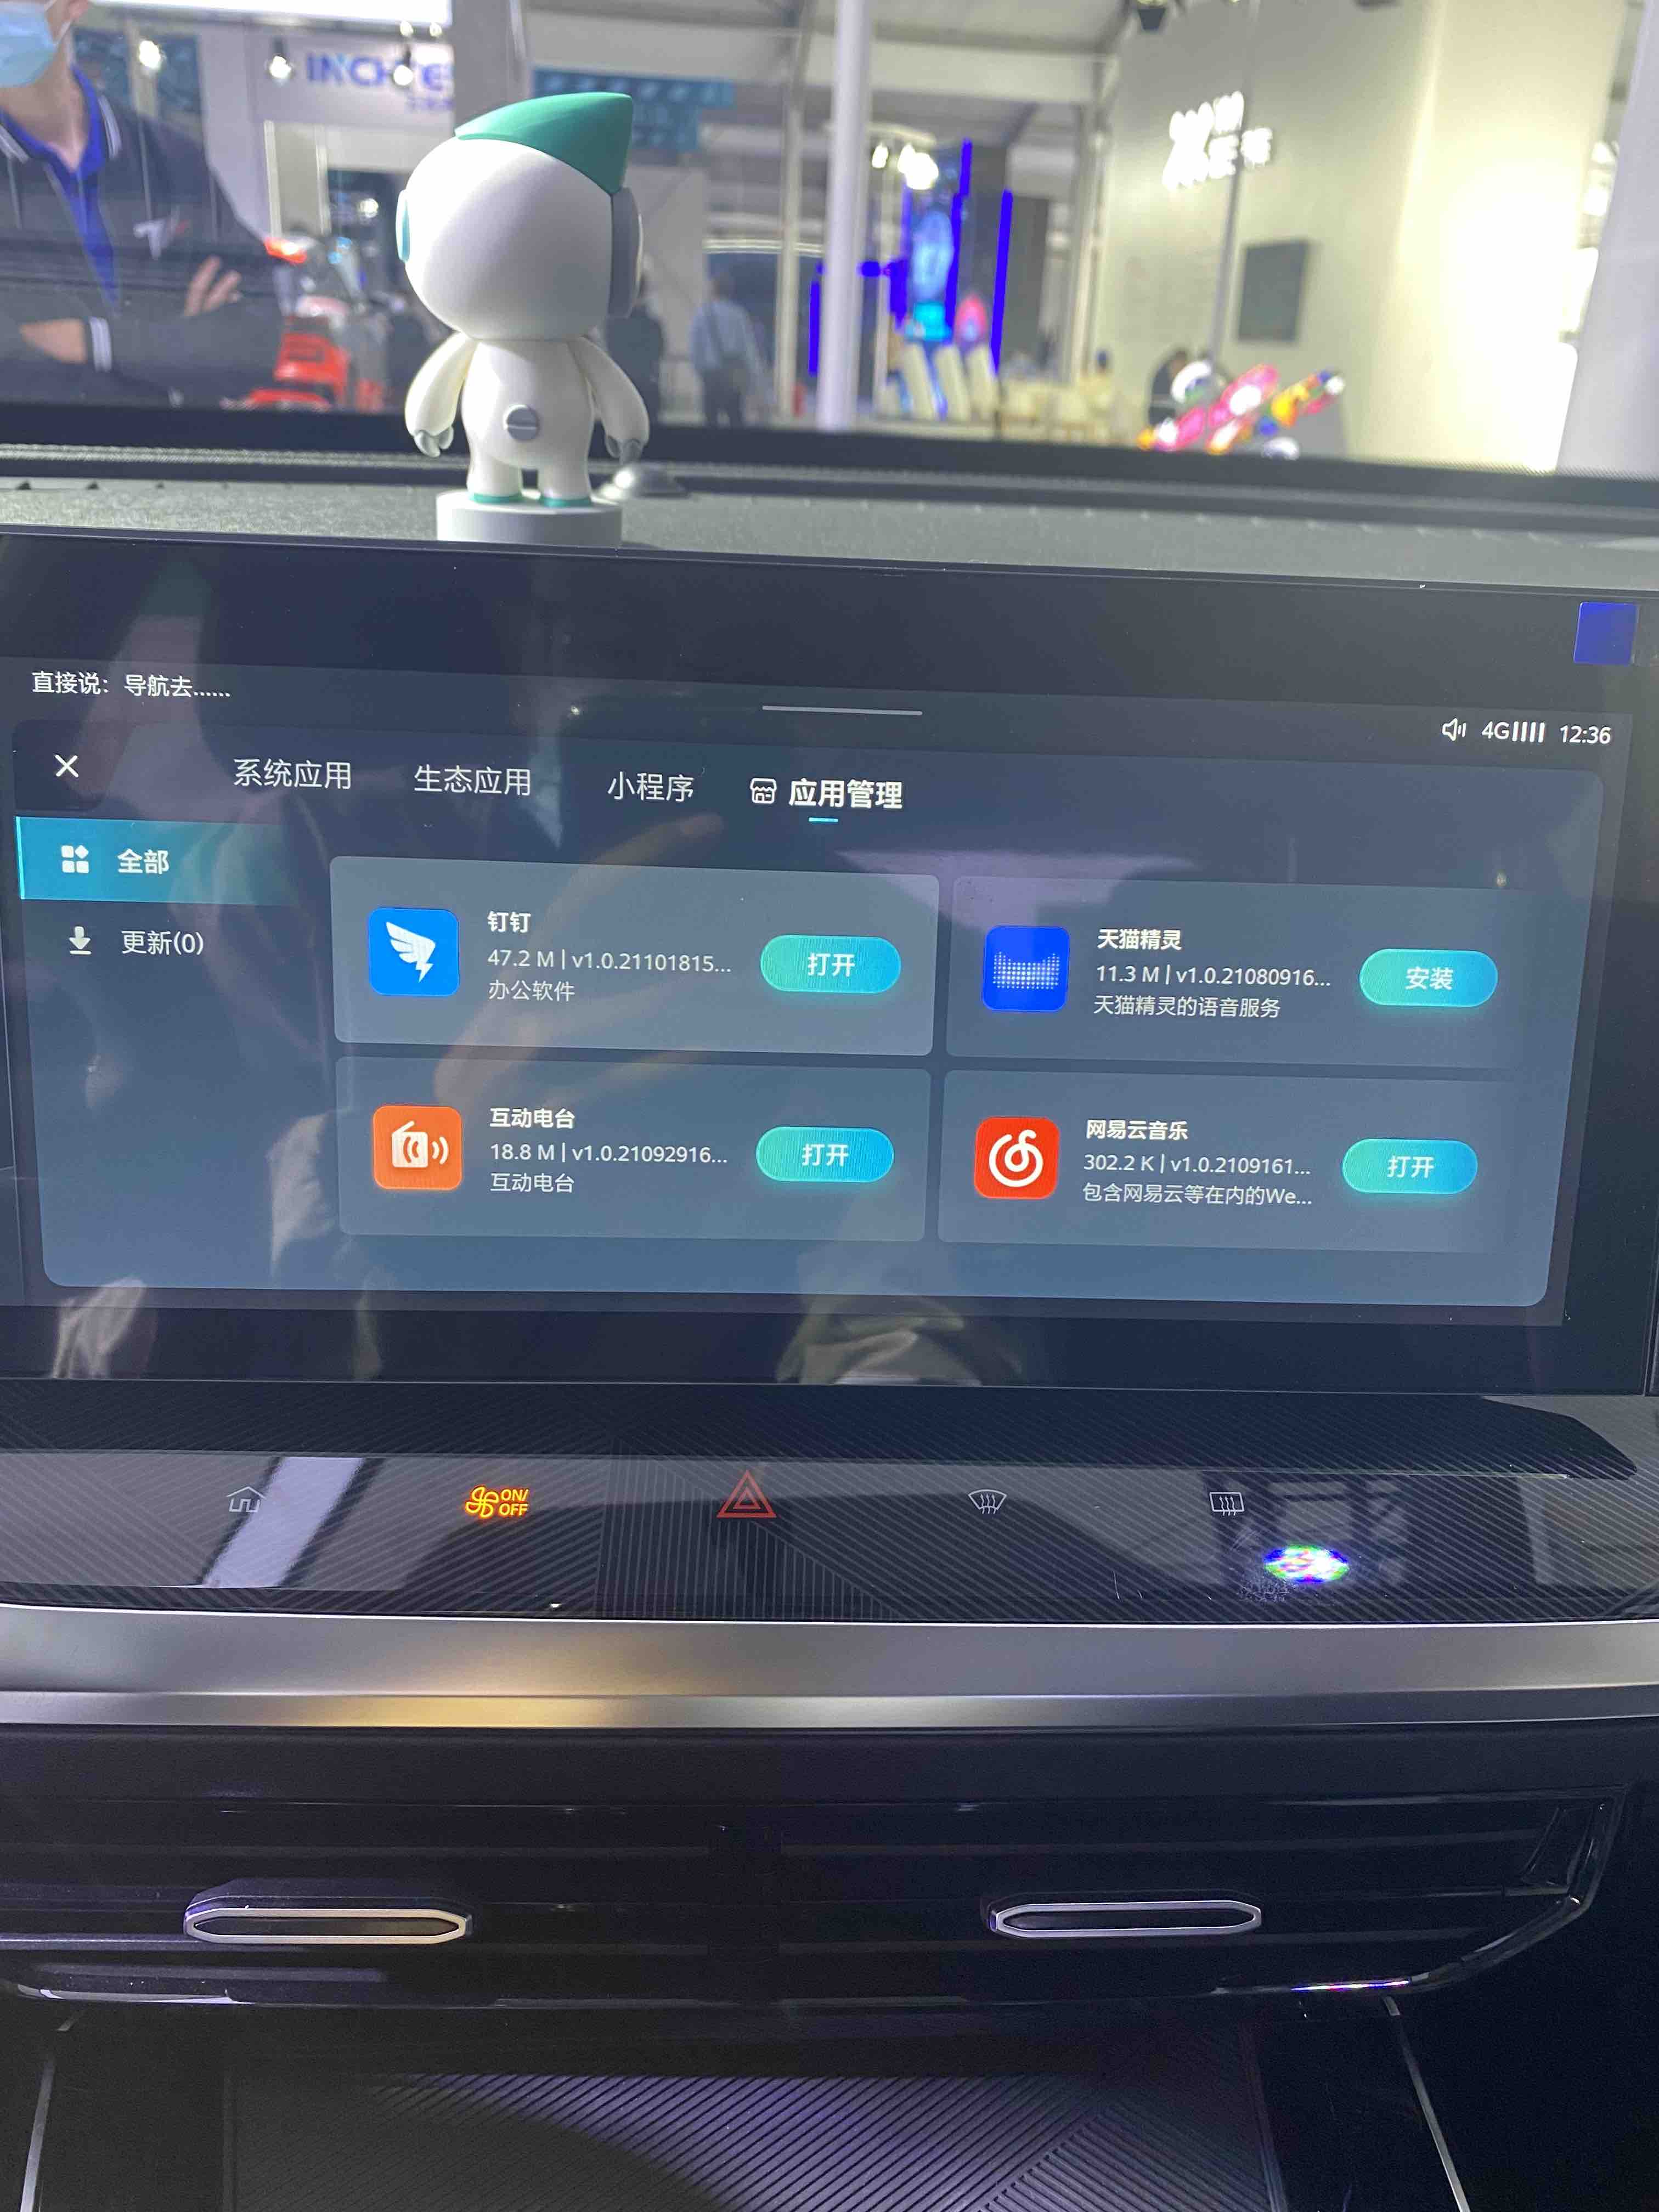 直接说：导航去......
4G 12:36
系统应用 生态应用 小程序 应用管理
全部
更新(0)
钉钉
47.2 M | v1.0.21101815...
办公软件
打开
天猫精灵
11.3 M | v1.0.21080916...
天猫精灵的语音服务
安装
互动电台
18.8 M | v1.0.21092916...
互动电台
打开
网易云音乐
302.2 K | v1.0.2109161...
包含网易云等在内的We...
打开
ON/
OFF